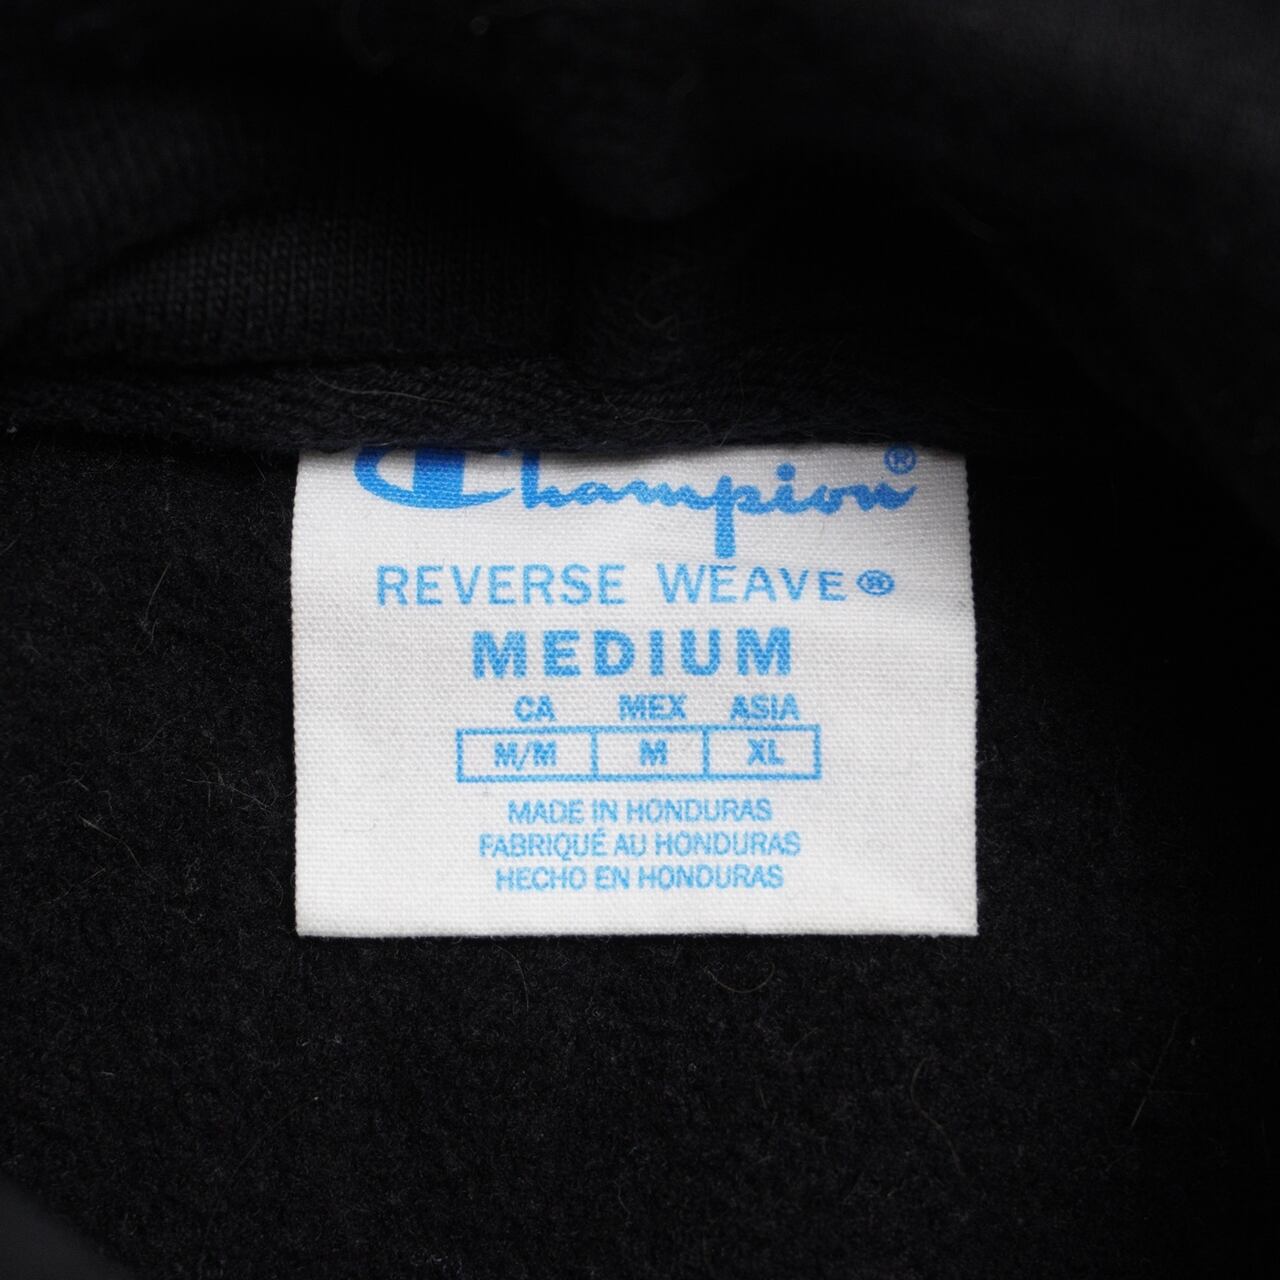 Champion®
REVERSE WEAVE®
MEDIUM
CA MEX ASIA
M/M M XL
MADE IN HONDURAS
FABRIQUÉ AU HONDURAS
HECHO EN HONDURAS